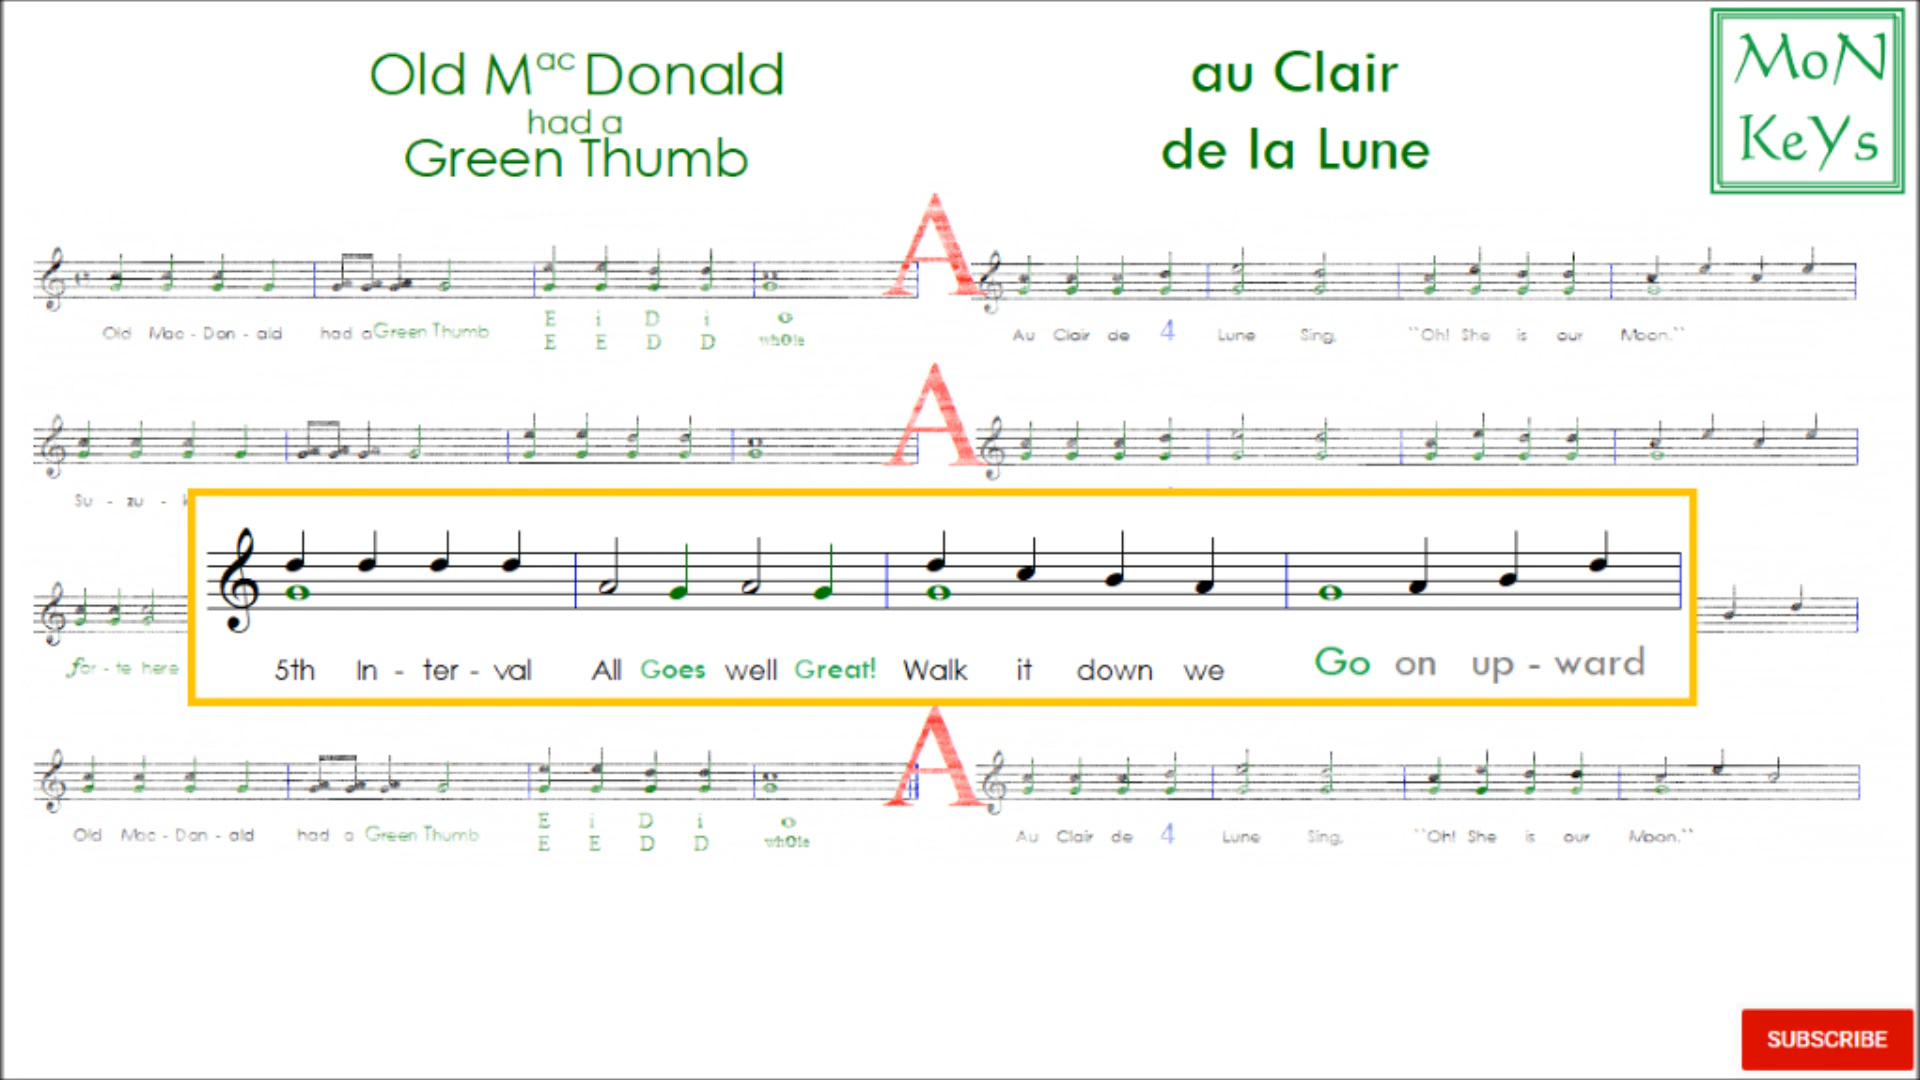 Old Mac Donald
had a
Green Thumb
au Clair
de la Lune
MoN
KeYs
A
Old Mac - Don - ald had a Green Thumb E i D i o
E E D D whole
Au Clair de 4 Lune Sing, ``Oh! She is our Moon.``
A
Su - zu -
for - te here
5th In - ter - val All Goes well Great! Walk it down we Go on up - ward
A
Old Mac - Don - ald had a Green Thumb E i D i o
E E D D whole
Au Clair de 4 Lune Sing, ``Oh! She is our Moon.``
SUBSCRIBE